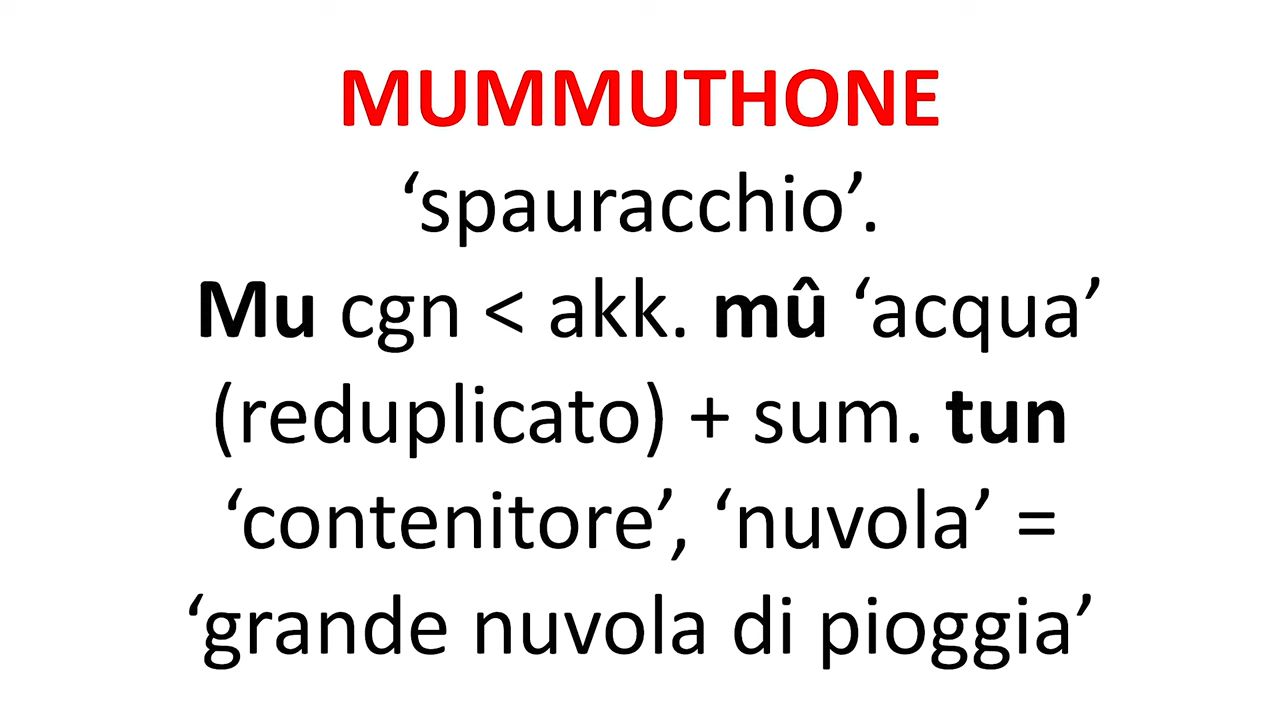 MUMMUTHONE
‘spauracchio’.
Mu cgn < akk. mû ‘acqua’
(reduplicato) + sum. tun
‘contenitore’, ‘nuvola’ =
‘grande nuvola di pioggia’